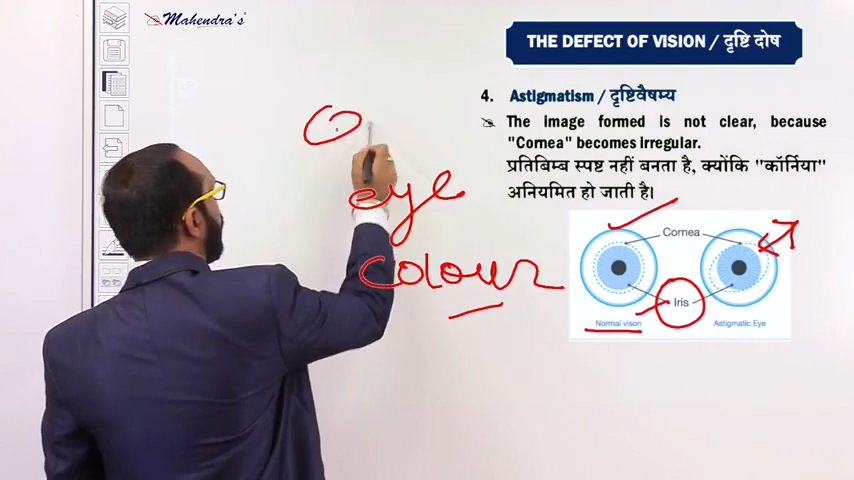 Mahendra's
THE DEFECT OF VISION / दृष्टि दोष
4. Astigmatism / दृष्टिवैषम्य
The image formed is not clear, because
"Cornea" becomes irregular.
प्रतिबिम्ब स्पष्ट नहीं बनता है, क्योंकि "कॉर्निया"
अनियमित हो जाती है।
eye
colour
Cornea
Iris
Normal vison
Astigmatic Eye